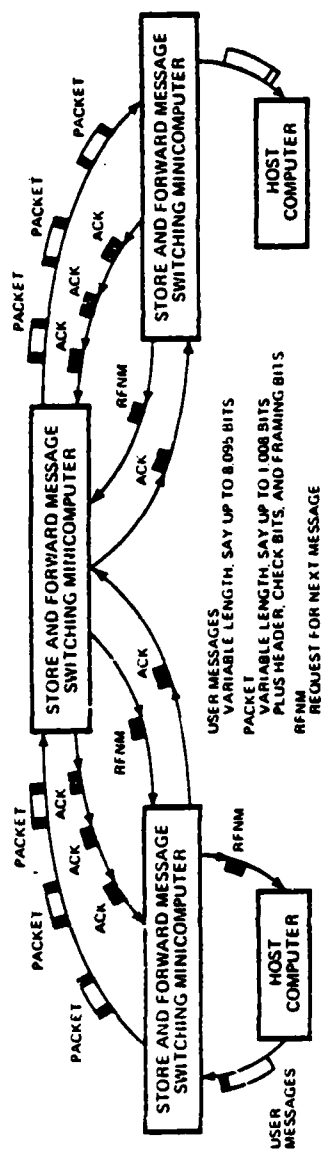 PACKET
PACKET
PACKET
ACK
ACK
ACK
STORE AND FORWARD MESSAGE
SWITCHING MINICOMPUTER
PACKET
PACKET
PACKET
ACK
ACK
ACK
RFNM
ACK
RFNM
ACK
STORE AND FORWARD MESSAGE
SWITCHING MINICOMPUTER
STORE AND FORWARD MESSAGE
SWITCHING MINICOMPUTER
RFNM
USER
MESSAGES
HOST
COMPUTER
HOST
COMPUTER
USER MESSAGES
VARIABLE LENGTH, SAY UP TO 8.095 BITS
PACKET
VARIABLE LENGTH, SAY UP TO 1.008 BITS
PLUS HEADER, CHECK BITS, AND FRAMING BITS
RFNM
REQUEST FOR NEXT MESSAGE